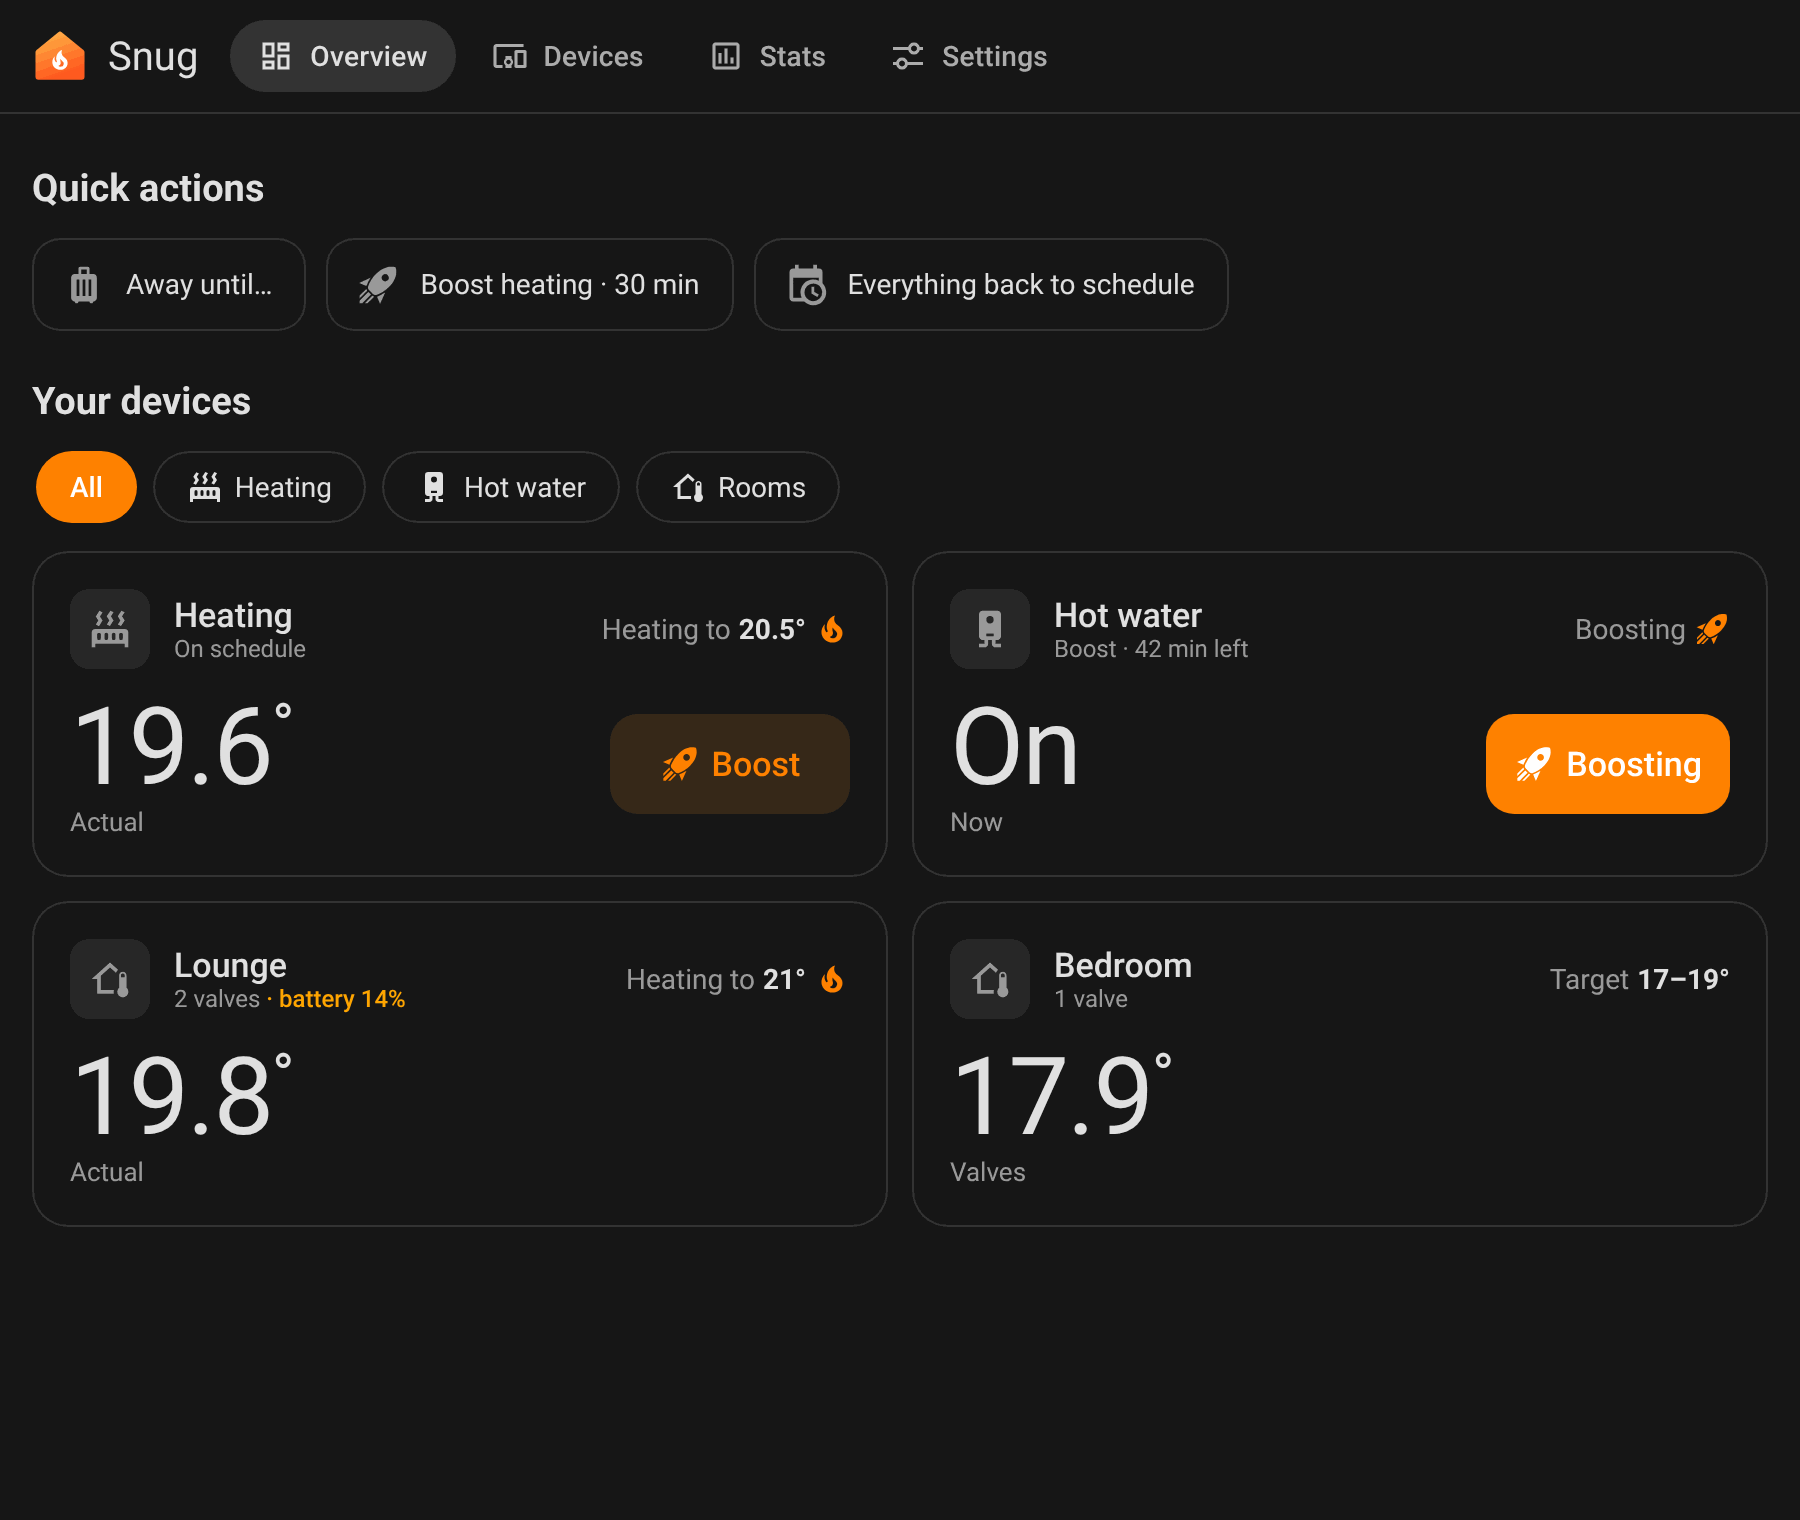 Snug Overview Devices Stats Settings
Quick actions
Away until... Boost heating · 30 min Everything back to schedule
Your devices
All Heating Hot water Rooms
Heating
On schedule
Heating to 20.5°
19.6°
Boost
Actual
Hot water
Boost · 42 min left
Boosting
On
Boosting
Now
Lounge
2 valves · battery 14%
Heating to 21°
19.8°
Actual
Bedroom
1 valve
Target 17–19°
17.9°
Valves